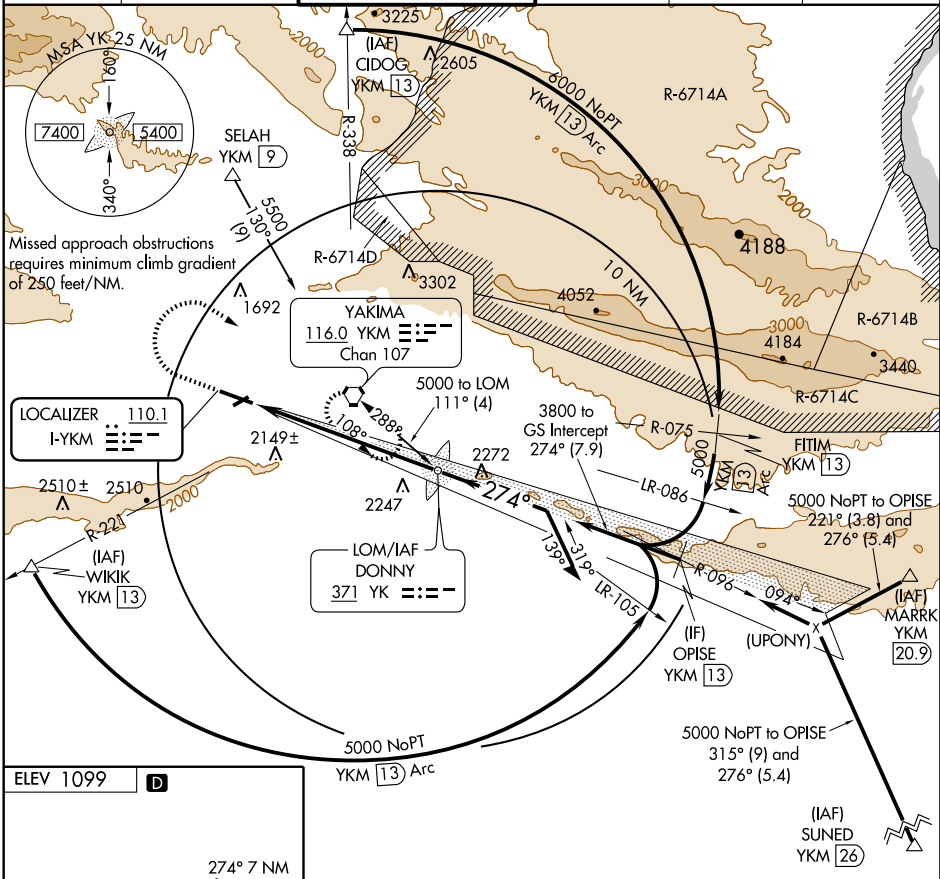 MSA YK 25 NM
160°
7400
5400
340°
Missed approach obstructions
requires minimum climb gradient
of 250 feet/NM.
3225
(IAF)
CIDOG
YKM 13
2605
2000
R-338
6000 NoPT
YKM 13 Arc
R-6714A
SELAH
YKM 9
5500
130°
(9)
3000
2000
2000
4188
R-6714D
3302
10 NM
4052
3000
4184
R-6714B
3440
R-6714C
1692
YAKIMA
116.0 YKM
Chan 107
5000 to LOM
111° (4)
LOCALIZER 110.1
I-YKM
288°
108°
3800 to
GS Intercept
274° (7.9)
R-075
5000
YKM 13 Arc
FITIM
YKM 13
2149±
2272
2247
274°
LR-086
5000 NoPT to OPISE
221° (3.8) and
276° (5.4)
2510±
2510
2000
R-221
(IAF)
WIKIK
YKM 13
LOM/IAF
DONNY
371 YK
139°
319°
LR-105
R-096
094°
(IF)
OPISE
YKM 13
(UPONY)
(IAF)
MARRK
YKM
20.9
5000 NoPT
YKM 13 Arc
5000 NoPT to OPISE
315° (9) and
276° (5.4)
(IAF)
SUNED
YKM 26
ELEV 1099
D
274° 7 NM